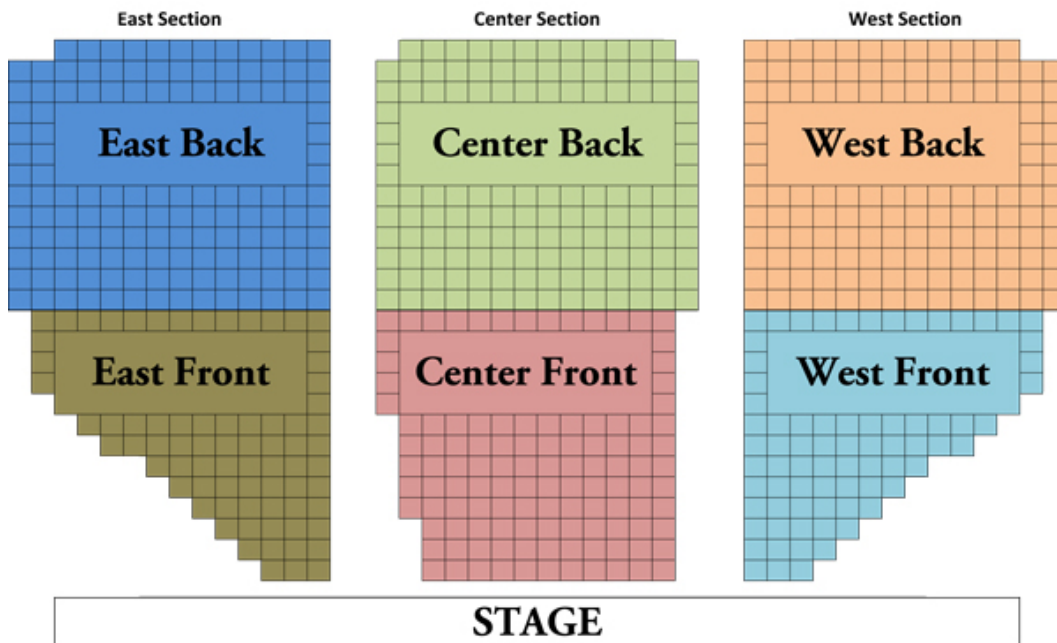 East Section
Center Section
West Section
East Back
Center Back
West Back
East Front
Center Front
West Front
STAGE